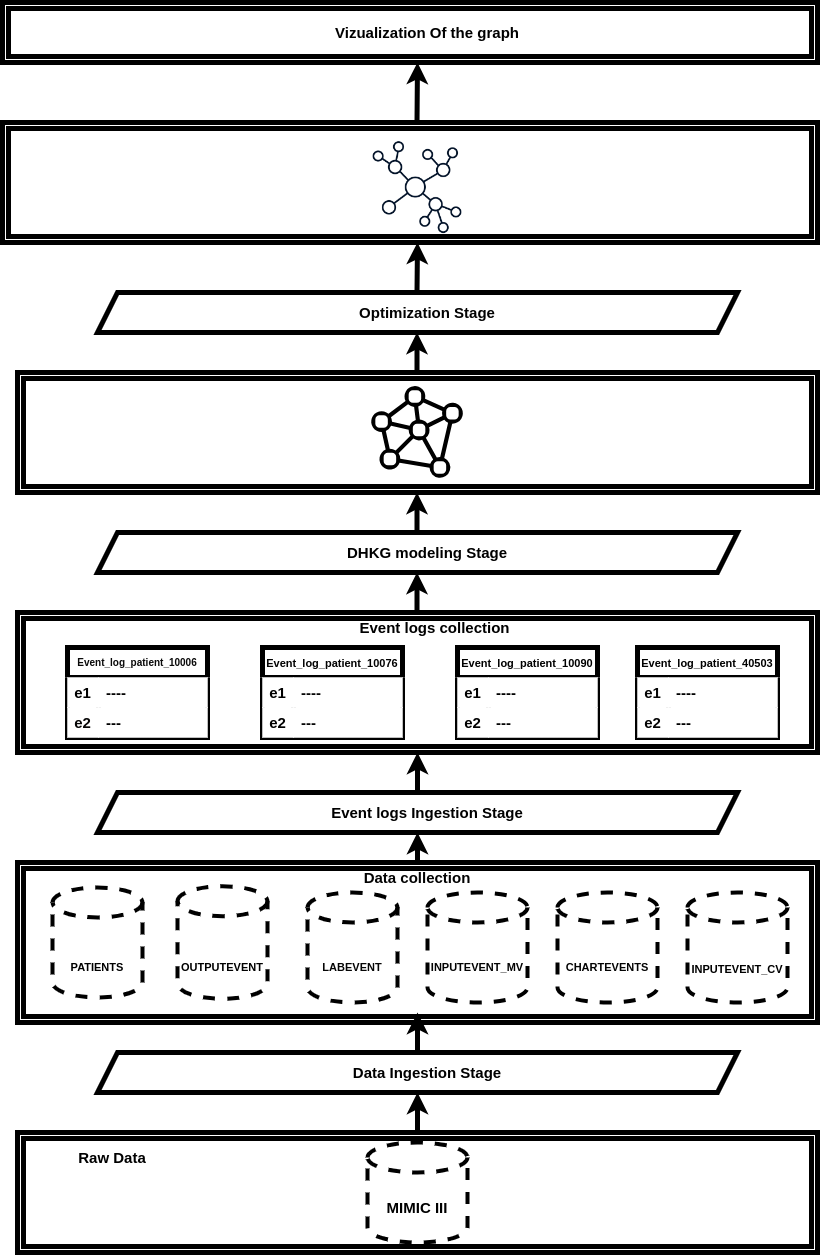 Vizualization Of the graph
Optimization Stage
DHKG modeling Stage
Event logs collection
Event_log_patient_10006 Event_log_patient_10076 Event_log_patient_10090 Event_log_patient_40503
e1 ---- e1 ---- e1 ---- e1 ----
e2 --- e2 --- e2 --- e2 ---
Event logs Ingestion Stage
Data collection
PATIENTS OUTPUTEVENT LABEVENT INPUTEVENT_MV CHARTEVENTS INPUTEVENT_CV
Data Ingestion Stage
Raw Data
MIMIC III